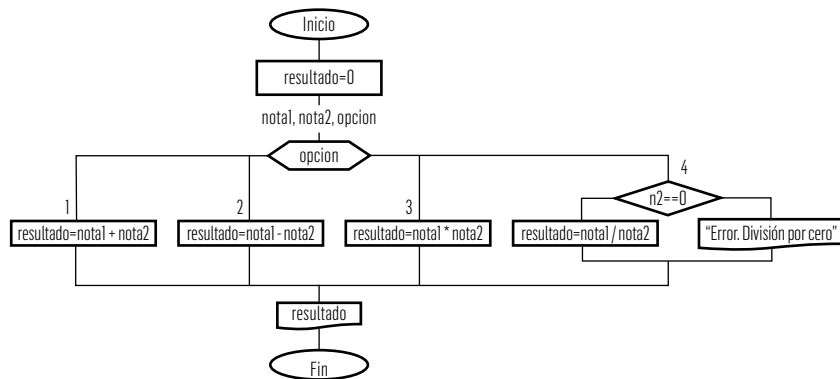 Inicio
resultado=0
nota1, nota2, opcion
opcion
4
n2==0
1
2
3
resultado=nota1 + nota2
resultado=nota1 - nota2
resultado=nota1 * nota2
resultado=nota1 / nota2
"Error. División por cero"
resultado
Fin